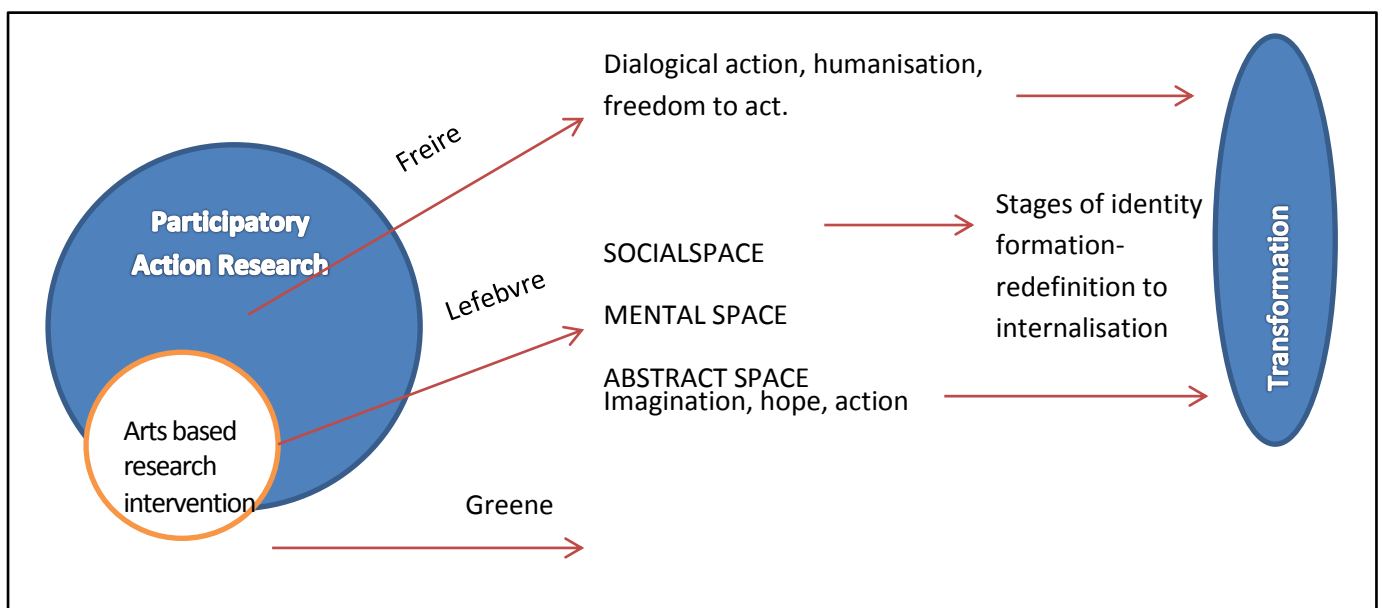 Participatory
Action Research
Arts based
research
intervention
Freire
Lefebvre
Greene
Dialogical action, humanisation,
freedom to act.
SOCIALSPACE
MENTAL SPACE
ABSTRACT SPACE
Imagination, hope, action
Stages of identity
formation-
redefinition to
internalisation
Transformation